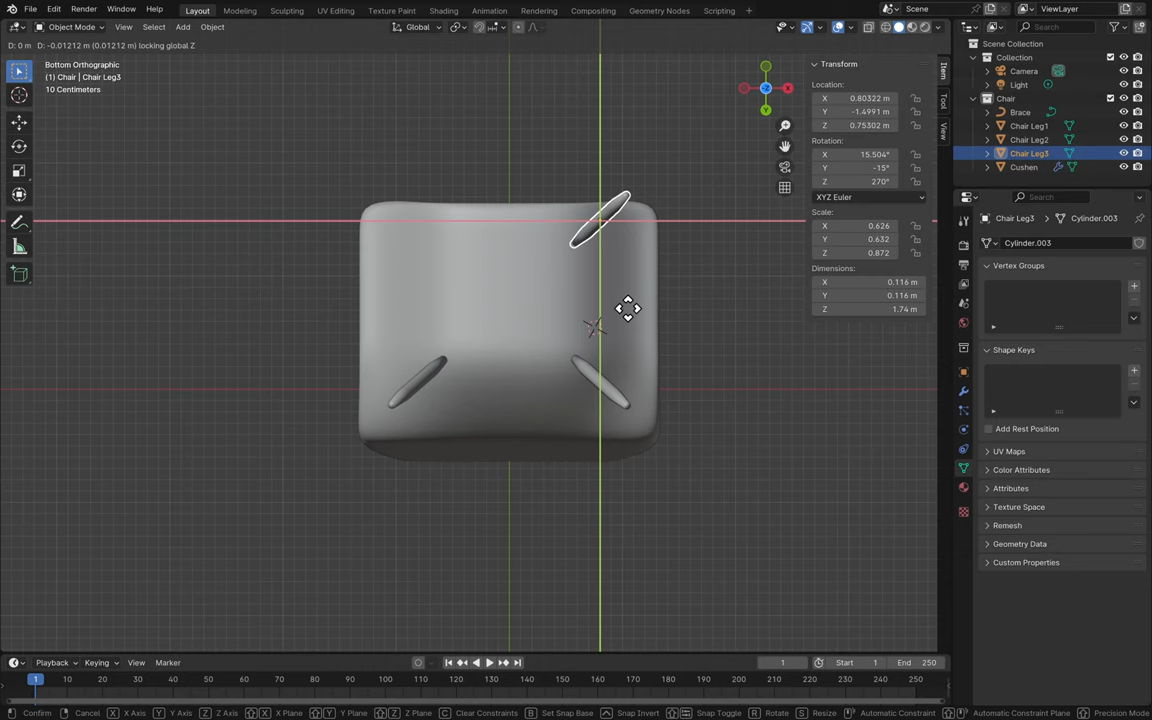 File Edit Render Window Help Layout Modeling Sculpting UV Editing Texture Paint Shading Animation Rendering Compositing Geometry Nodes Scripting Scene ViewLayer
Object Mode View Select Add Object Global Search
D: 0 m D: -0.01212 m (0.01212 m) locking global Z
Bottom Orthographic
(1) Chair | Chair Leg3
10 Centimeters
X
-Z
Y
Transform
Location:
X 0.80322 m
Y -1.4991 m
Z 0.75302 m
Rotation:
X 15.504°
Y -15°
Z 270°
XYZ Euler
Scale:
X 0.626
Y 0.632
Z 0.872
Dimensions:
X 0.116 m
Y 0.116 m
Z 1.74 m
Item
Tool
View
Scene Collection
Collection
Camera
Light
Chair
Brace
Chair Leg1
Chair Leg2
Chair Leg3
Cushen
Search
Chair Leg3 Cylinder.003
Cylinder.003
Vertex Groups
Shape Keys
Add Rest Position
UV Maps
Color Attributes
Attributes
Texture Space
Remesh
Geometry Data
Custom Properties
Playback Keying View Marker 1 Start 1 End 250
1 10 20 30 40 50 60 70 80 90 100 110 120 130 140 150 160 170 180 190 200 210 220 230 240 250
Confirm Cancel X X Axis Y Y Axis Z Z Axis X X Plane Y Y Plane Z Z Plane C Clear Constraints B Set Snap Base Snap Invert Snap Toggle R Rotate S Resize Automatic Constraint Automatic Constraint Plane Precision Mode